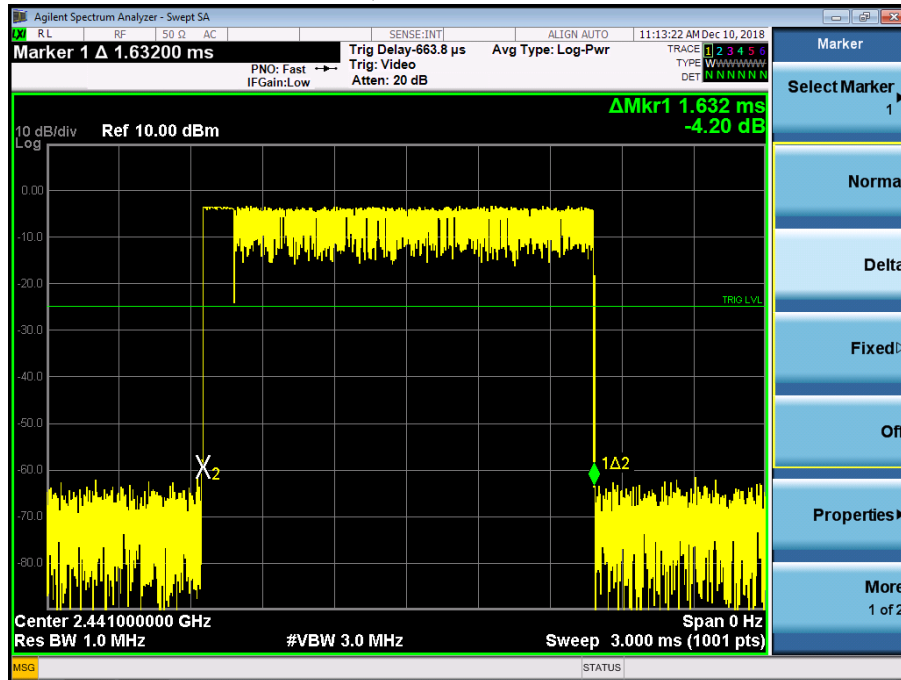 Agilent Spectrum Analyzer - Swept SA
LXI RL RF 50 Ω AC SENSE:INT ALIGN AUTO 11:13:22 AM Dec 10, 2018
Marker 1 Δ 1.63200 ms
Trig Delay-663.8 µs Avg Type: Log-Pwr TRACE 1 2 3 4 5 6
PNO: Fast Trig: Video TYPE WWWWWWW
IFGain:Low Atten: 20 dB DET N N N N N N
ΔMkr1 1.632 ms
-4.20 dB
10 dB/div Ref 10.00 dBm
Log
0.00
-10.0
-20.0
TRIG LVL
-30.0
-40.0
-50.0
-60.0
X2
1Δ2
-70.0
-80.0
Center 2.441000000 GHz Span 0 Hz
Res BW 1.0 MHz #VBW 3.0 MHz Sweep 3.000 ms (1001 pts)
MSG STATUS
Marker
Select Marker
1
Norma
Delta
Fixed
Off
Properties
More
1 of 2